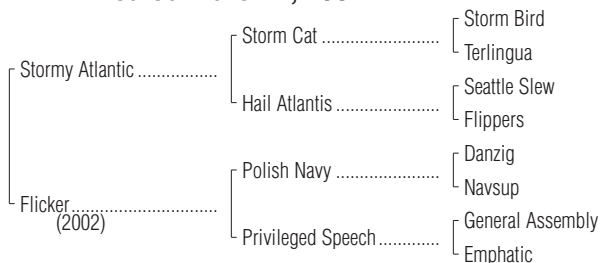 Storm Bird
Storm Cat ........................
Terlingua
Stormy Atlantic ................
Seattle Slew
Hail Atlantis .....................
Flippers
Danzig
Polish Navy .....................
Navsup
Flicker..............................
(2002)
General Assembly
Privileged Speech............
Emphatic